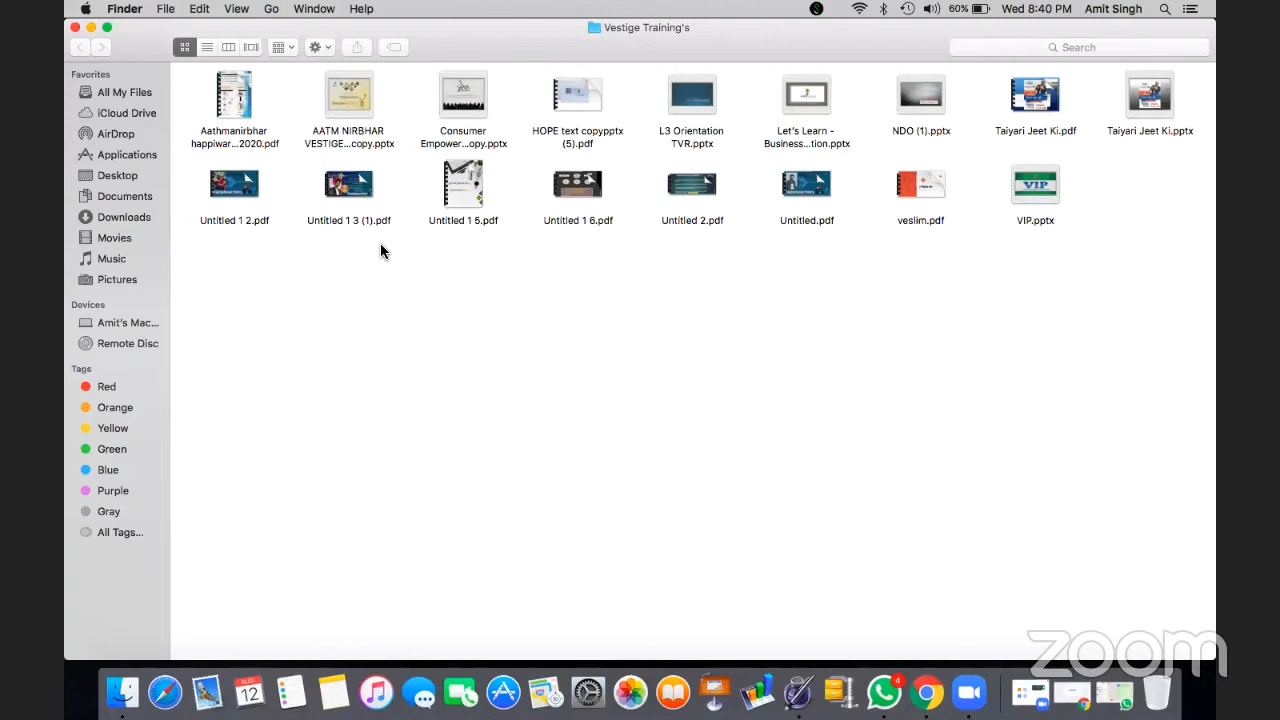 Finder File Edit View Go Window Help 60% Wed 8:40 PM Amit Singh
Vestige Training's
Search
Favorites
All My Files
iCloud Drive
AirDrop
Applications
Desktop
Documents
Downloads
Movies
Music
Pictures
Devices
Amit's Mac...
Remote Disc
Tags
Red
Orange
Yellow
Green
Blue
Purple
Gray
All Tags...
Aathmanirbhar
happiwar...2020.pdf
AATM NIRBHAR
VESTIGE...copy.pptx
Consumer
Empower...opy.pptx
HOPE text copypptx
(5).pdf
L3 Orientation
TVR.pptx
Let's Learn -
Business...tion.pptx
NDO (1).pptx
Taiyari Jeet Ki.pdf
Taiyari Jeet Ki.pptx
Untitled 1 2.pdf
Untitled 1 3 (1).pdf
Untitled 1 5.pdf
Untitled 1 6.pdf
Untitled 2.pdf
Untitled.pdf
veslim.pdf
VIP
VIP.pptx
zoom
AUG
12
4